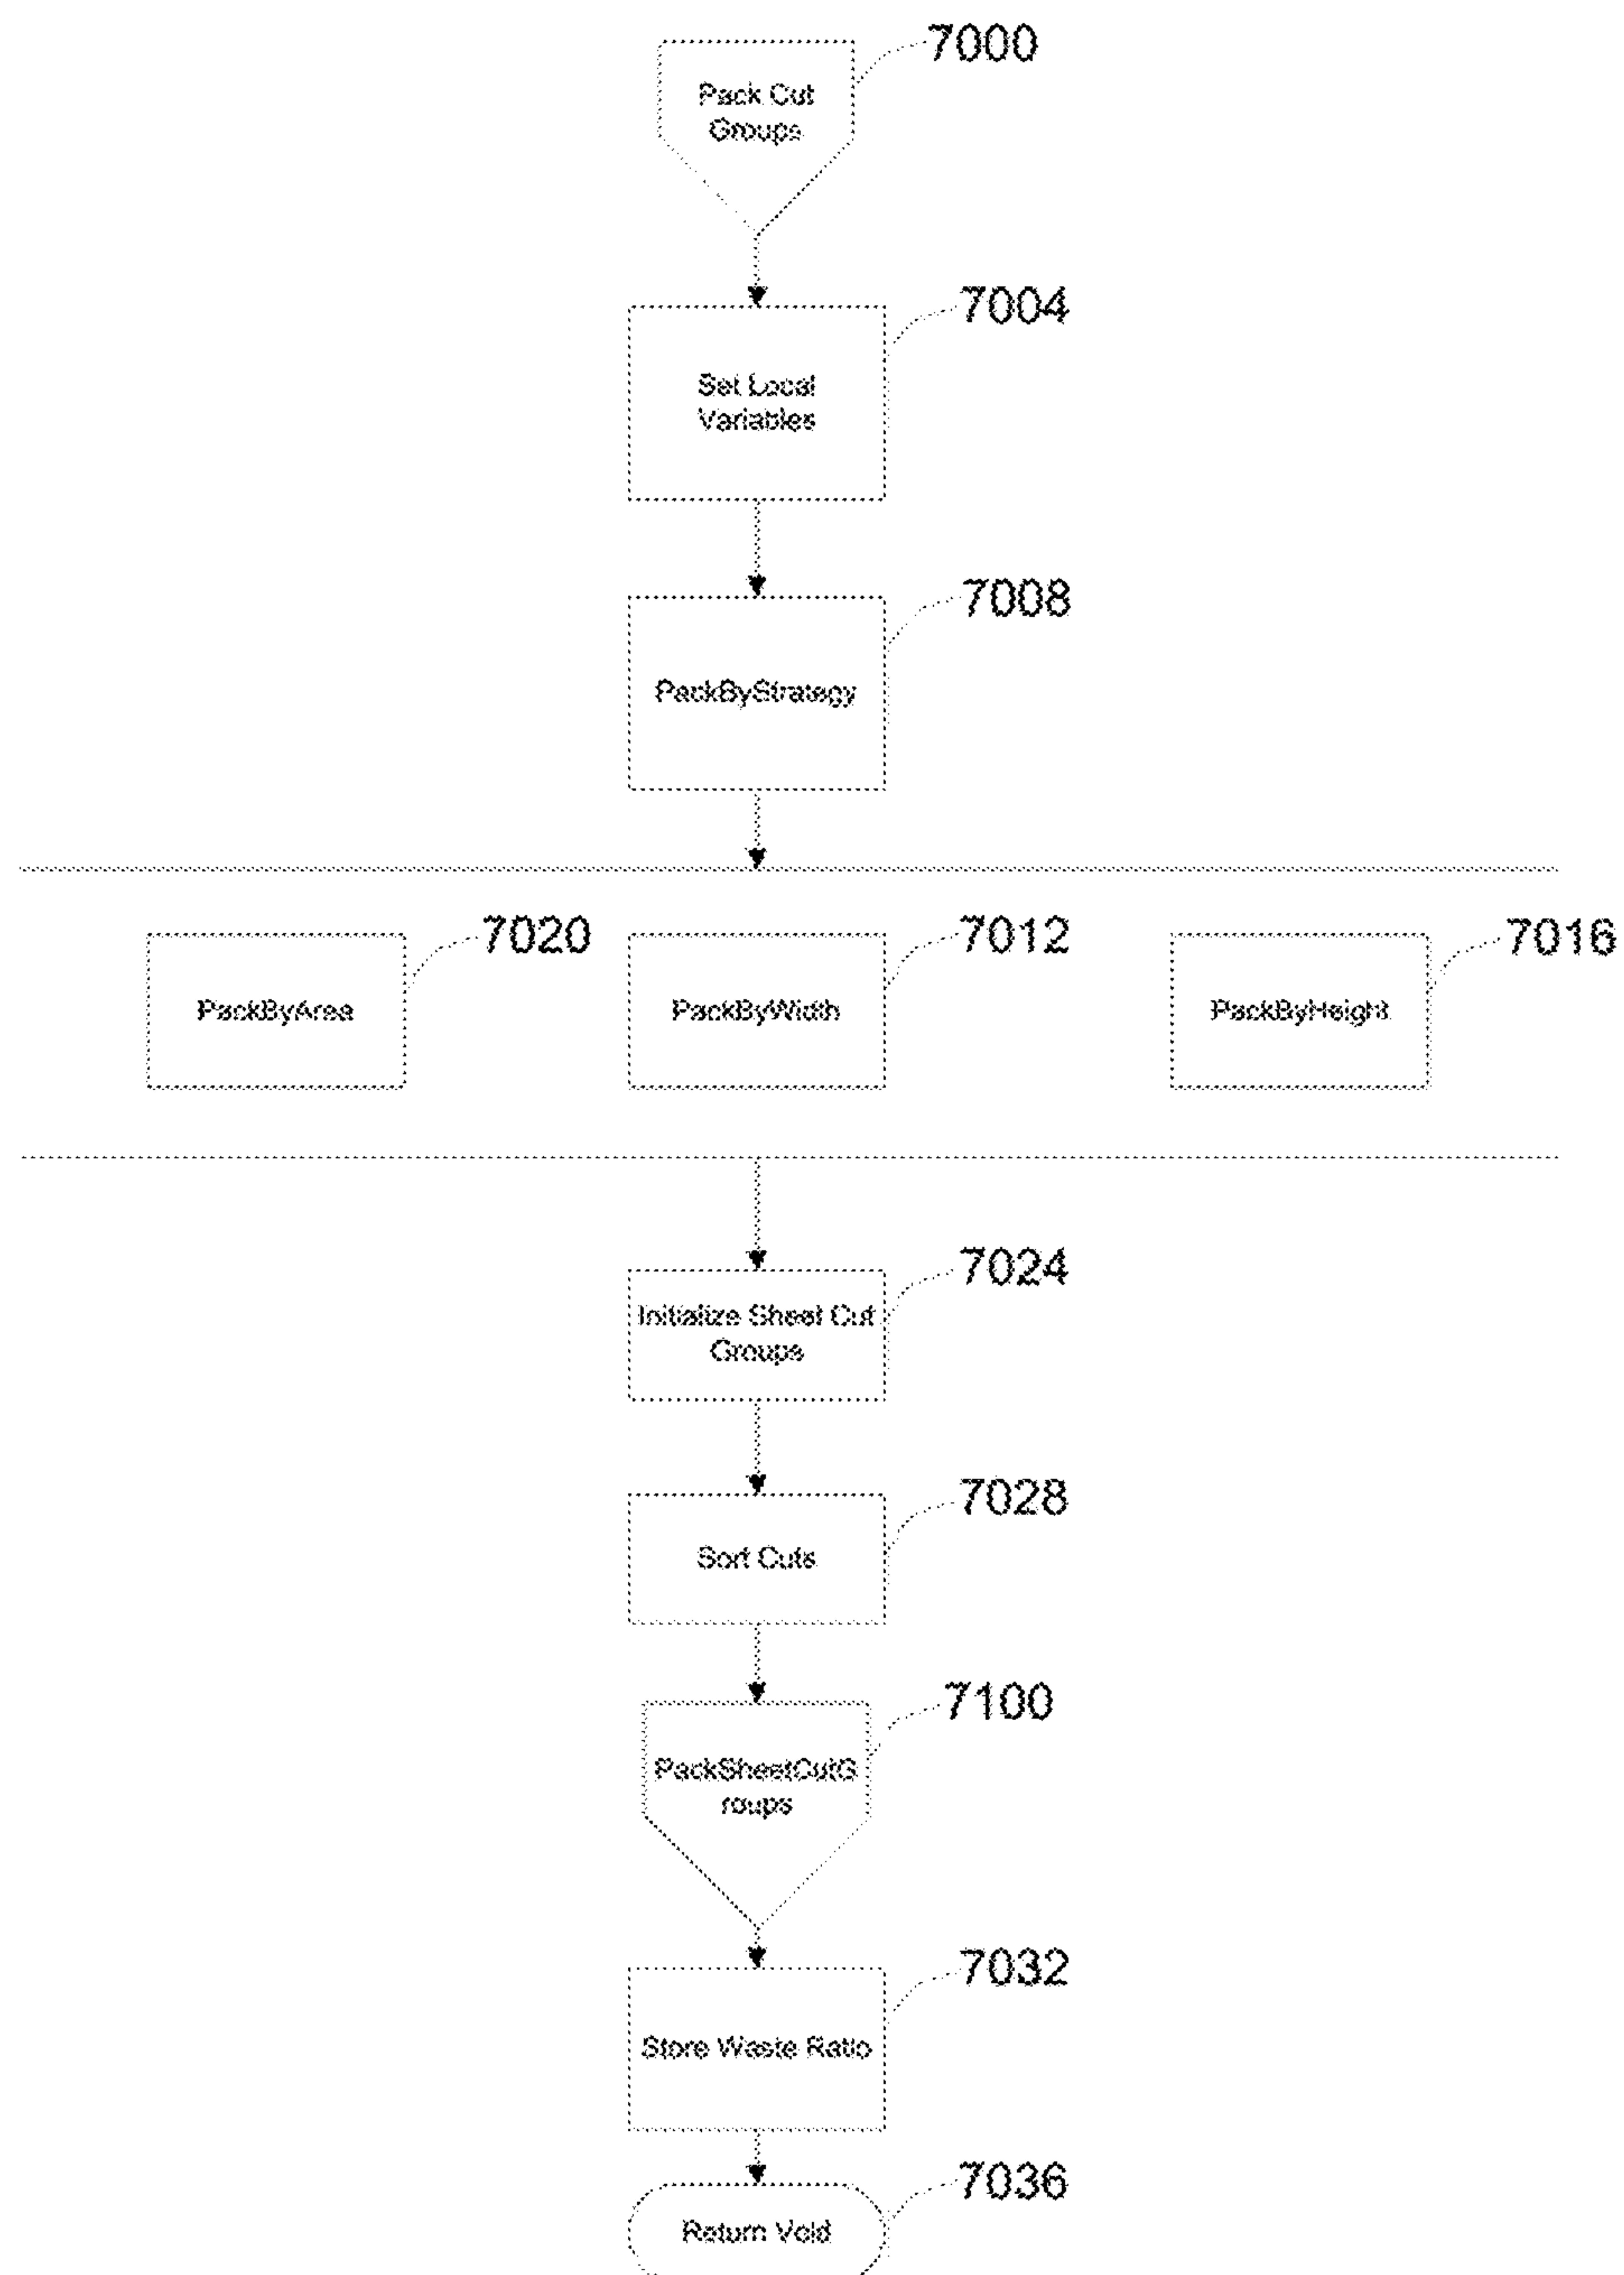 7000
Pack Cut
Groups
7004
Set Local
Variables
7008
PackByStrategy
7020
7012
7016
PackByArea
PackByWidth
PackByHeight
7024
Initialize Sheet Cut
Groups
7028
Sort Cuts
7100
PackSheetCutG
roups
7032
Store Waste Ratio
7036
Return Void